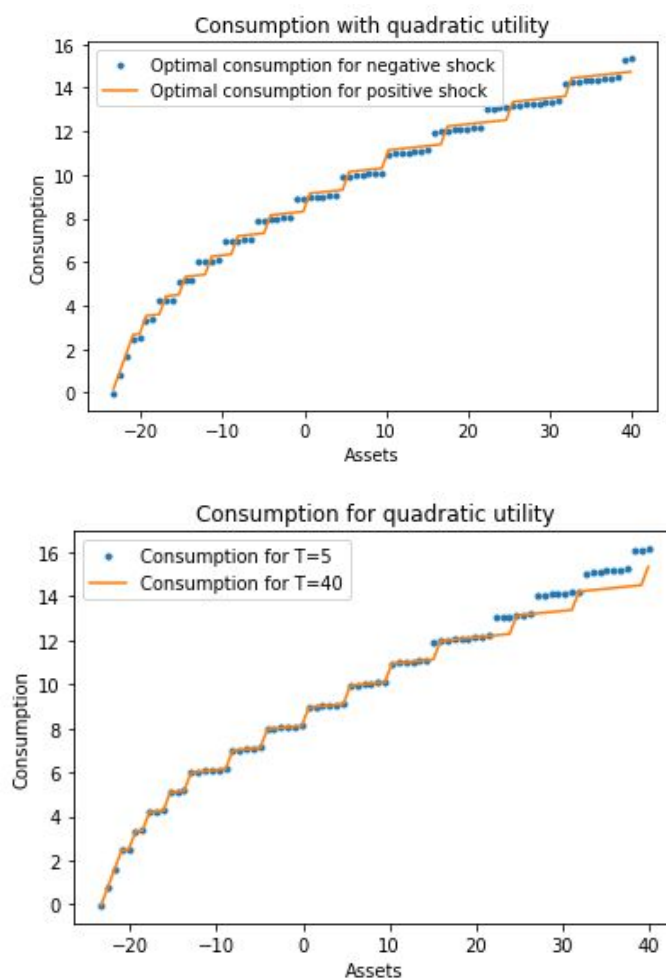 Consumption with quadratic utility
16
14
12
10
8
6
4
2
0
Consumption
Optimal consumption for negative shock
Optimal consumption for positive shock
−20 −10 0 10 20 30 40
Assets
Consumption for quadratic utility
16
14
12
10
8
6
4
2
0
Consumption
Consumption for T=5
Consumption for T=40
−20 −10 0 10 20 30 40
Assets